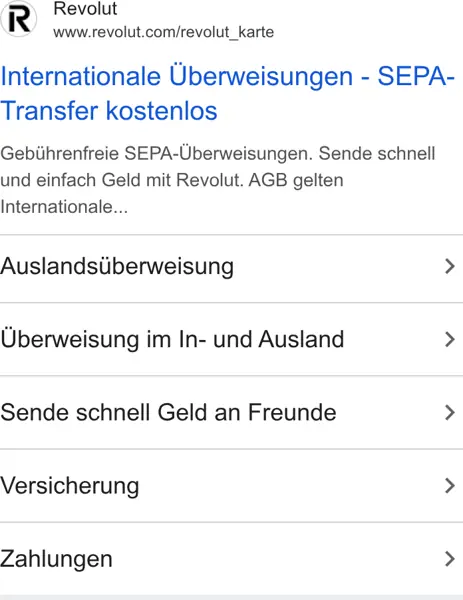 Revolut
www.revolut.com/revolut_karte
Internationale Überweisungen - SEPA-
Transfer kostenlos
Gebührenfreie SEPA-Überweisungen. Sende schnell
und einfach Geld mit Revolut. AGB gelten
Internationale...
Auslandsüberweisung
Überweisung im In- und Ausland
Sende schnell Geld an Freunde
Versicherung
Zahlungen